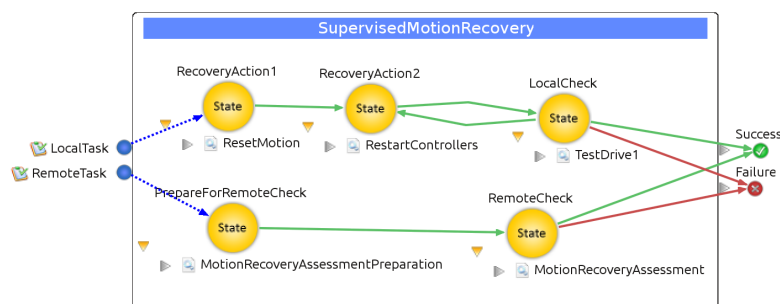 SupervisedMotionRecovery
RecoveryAction1
RecoveryAction2
LocalCheck
State
State
State
LocalTask
ResetMotion
RestartControllers
TestDrive1
Success
RemoteTask
Failure
PrepareForRemoteCheck
RemoteCheck
State
State
MotionRecoveryAssessmentPreparation
MotionRecoveryAssessment